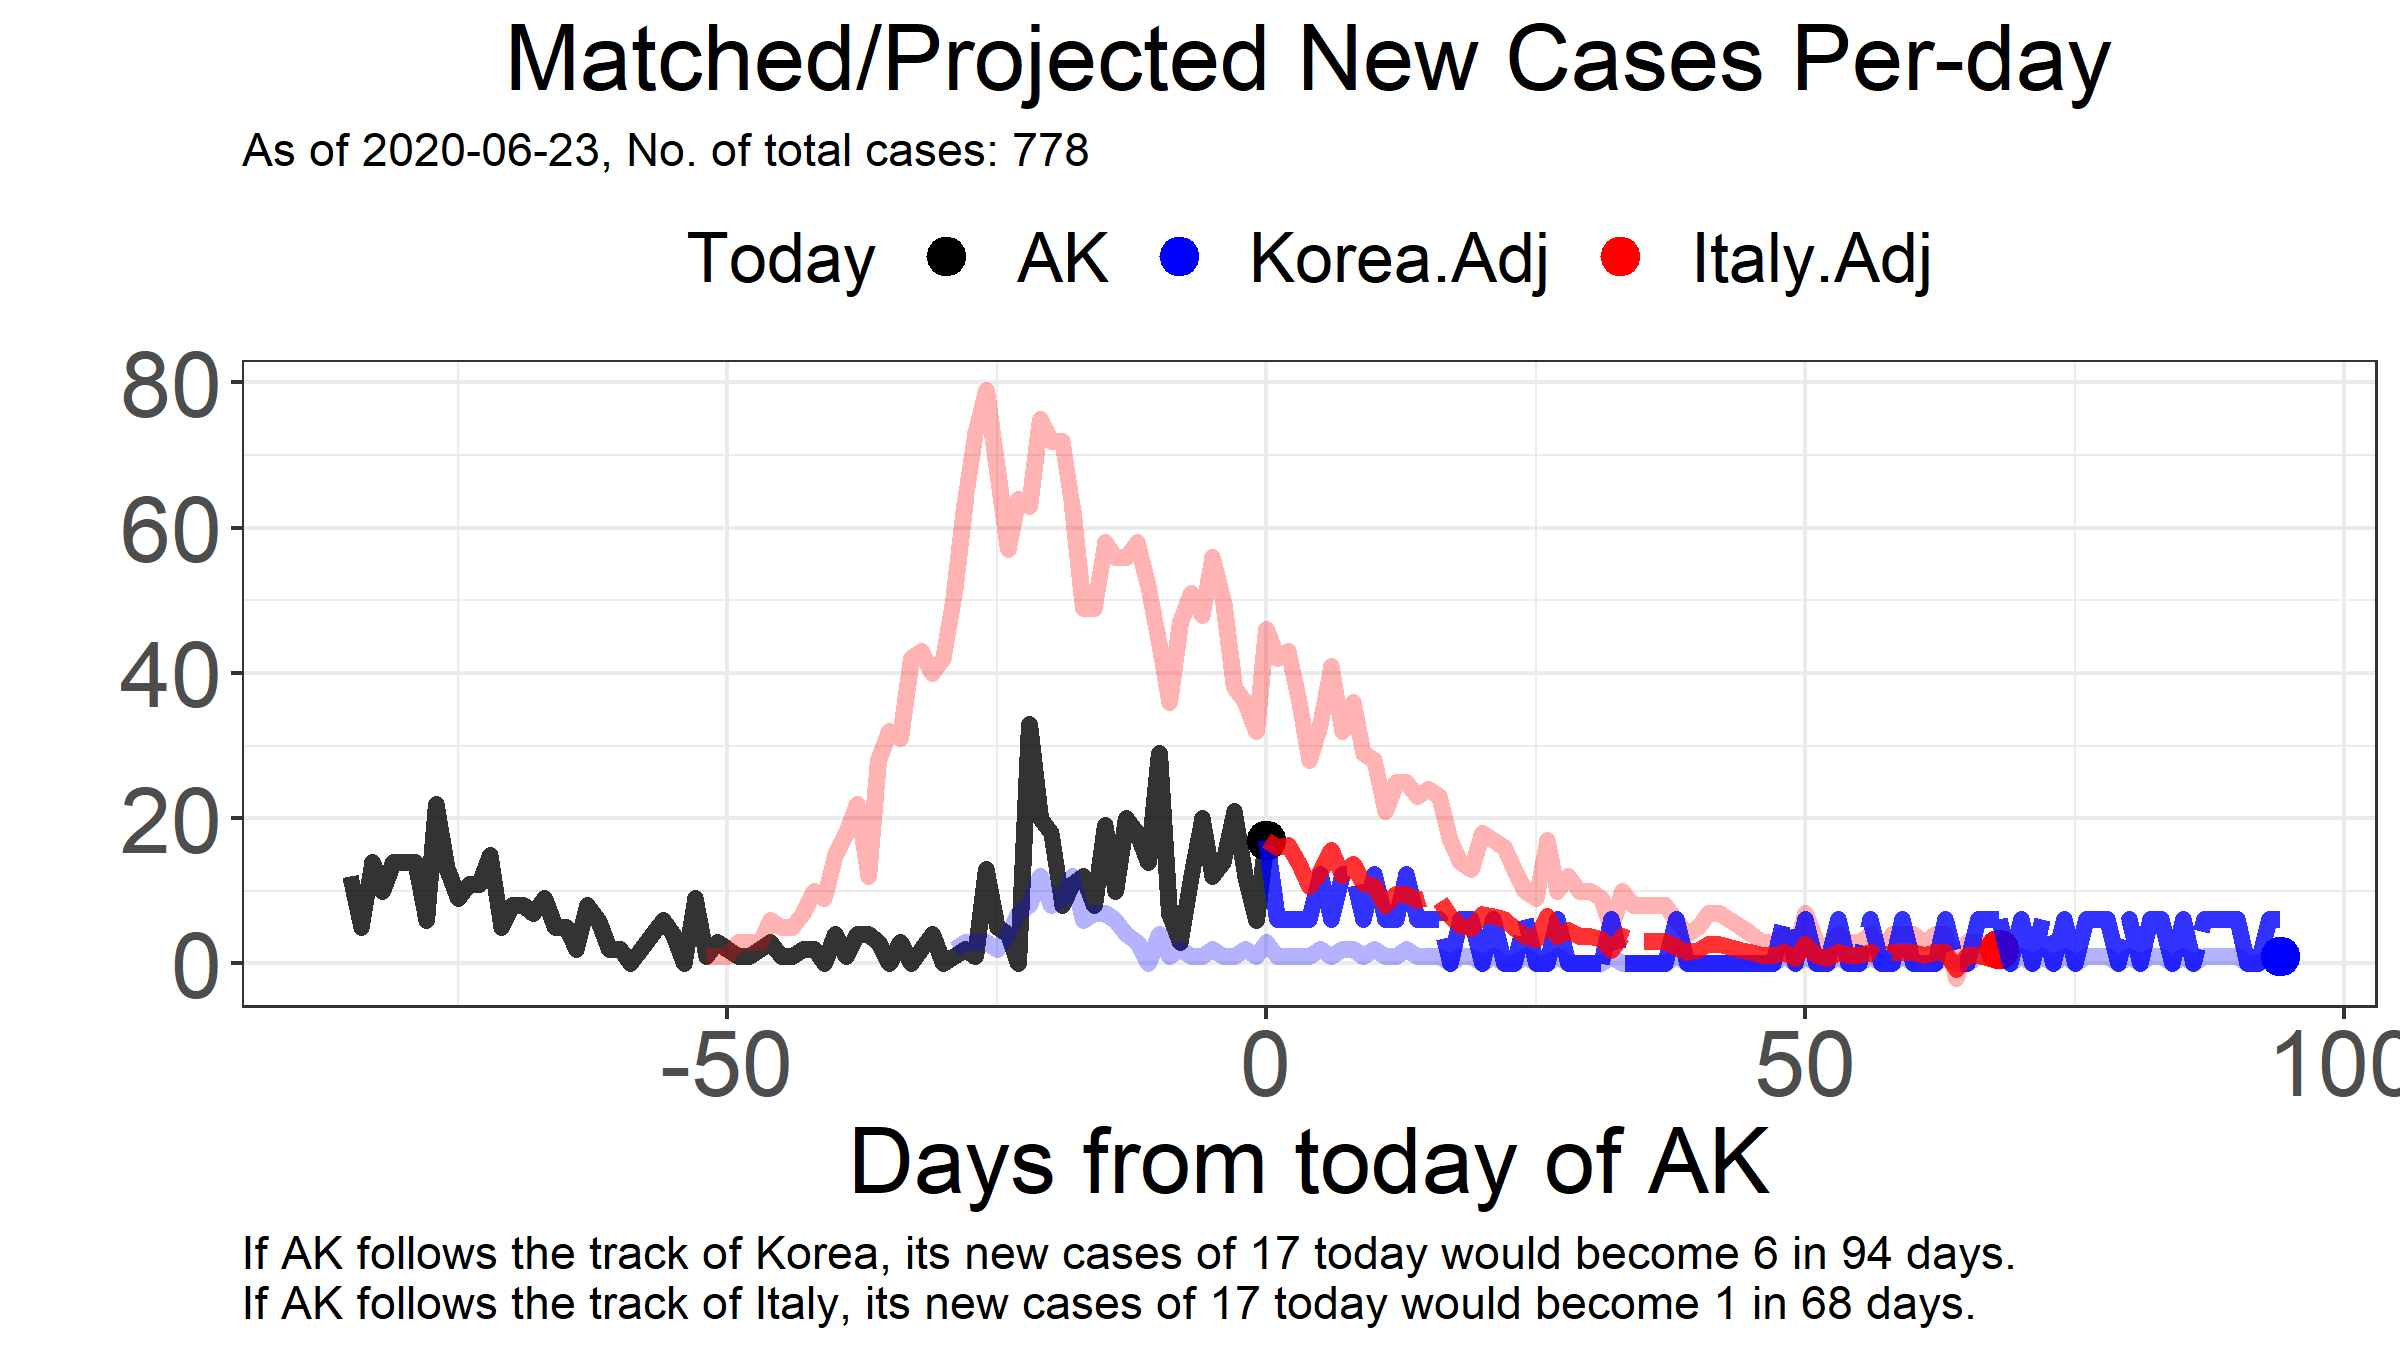 Matched/Projected New Cases Per-day
As of 2020-06-23, No. of total cases: 778
Today AK Korea.Adj Italy.Adj
80
60
40
20
0
-50 0 50 100
Days from today of AK
If AK follows the track of Korea, its new cases of 17 today would become 6 in 94 days.
If AK follows the track of Italy, its new cases of 17 today would become 1 in 68 days.